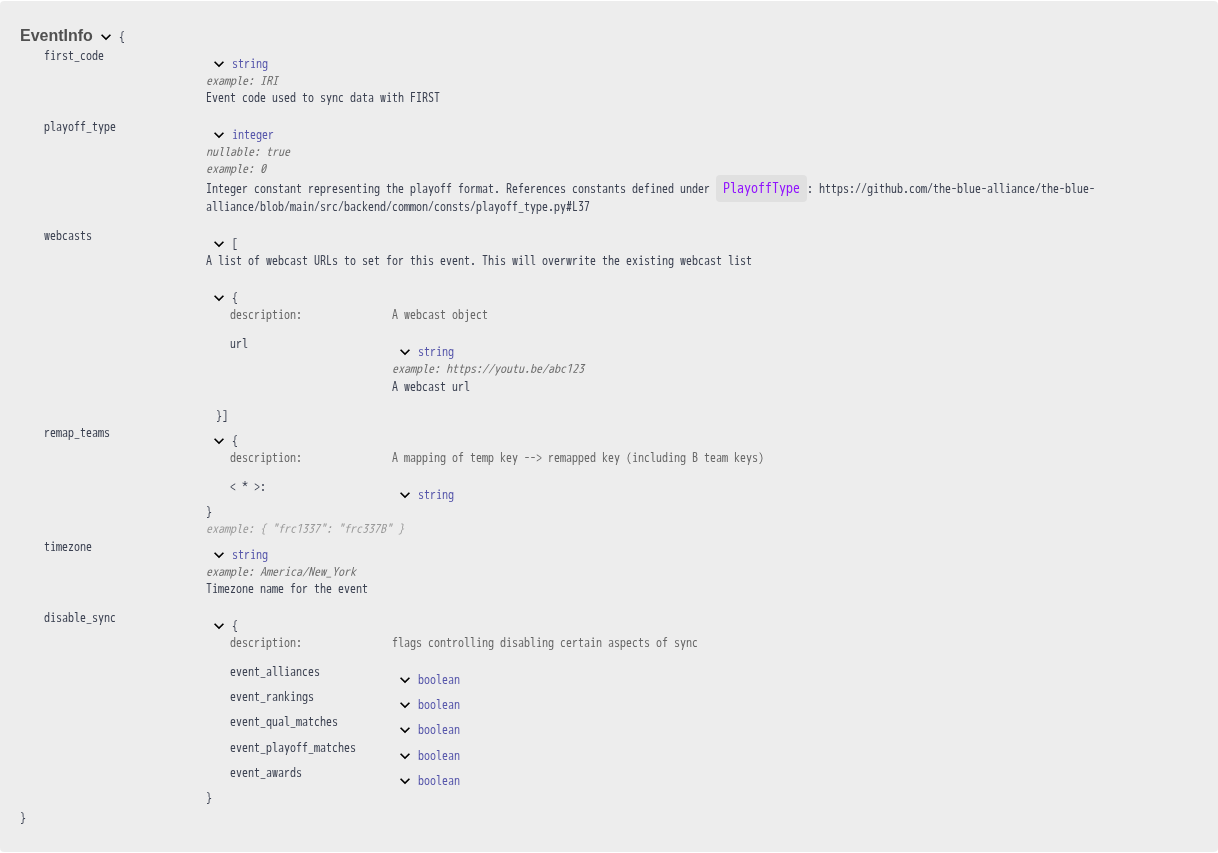 EventInfo {
first_code
string
example: IRI
Event code used to sync data with FIRST
playoff_type
integer
nullable: true
example: 0
Integer constant representing the playoff format. References constants defined under PlayoffType : https://github.com/the-blue-alliance/the-blue-
alliance/blob/main/src/backend/common/consts/playoff_type.py#L37
webcasts
[
A list of webcast URLs to set for this event. This will overwrite the existing webcast list
{
description: A webcast object
url
string
example: https://youtu.be/abc123
A webcast url
}]
remap_teams
{
description: A mapping of temp key --> remapped key (including B team keys)
< * >:
string
}
example: { "frc1337": "frc337B" }
timezone
string
example: America/New_York
Timezone name for the event
disable_sync
{
description: flags controlling disabling certain aspects of sync
event_alliances boolean
event_rankings boolean
event_qual_matches boolean
event_playoff_matches boolean
event_awards boolean
}
}